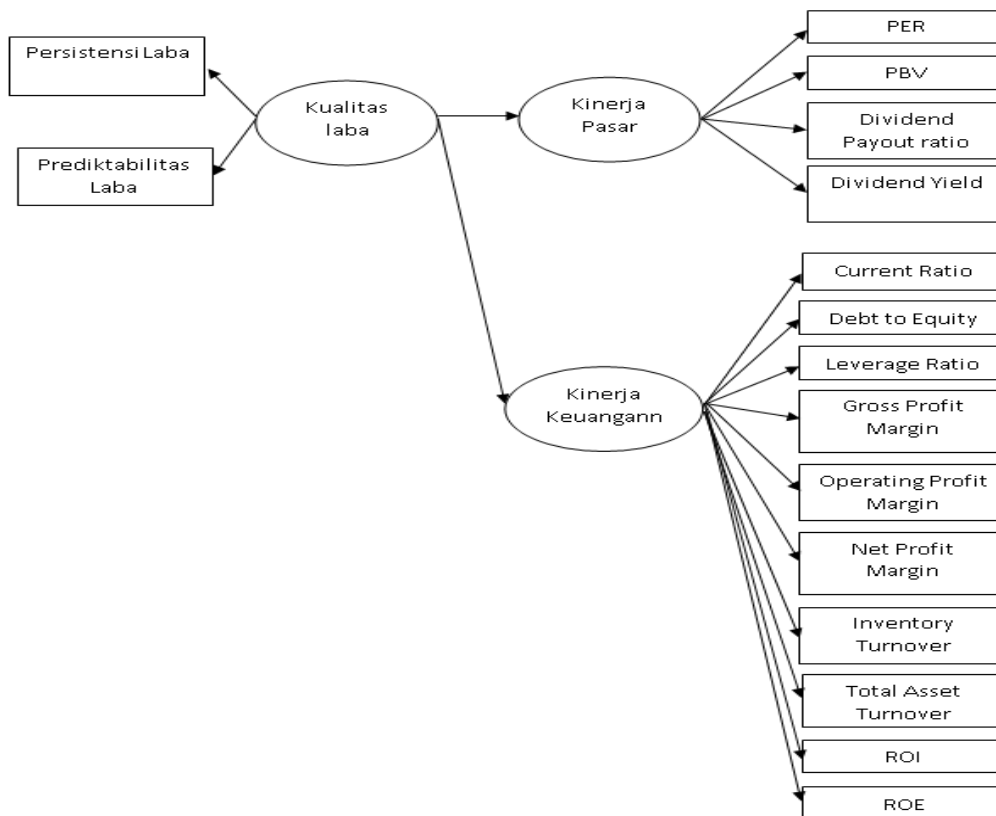 Persistensi Laba
Prediktabilitas
Laba
Kualitas
laba
Kinerja
Pasar
PER
PBV
Dividend
Payout ratio
Dividend Yield
Kinerja
Keuangann
Current Ratio
Debt to Equity
Leverage Ratio
Gross Profit
Margin
Operating Profit
Margin
Net Profit
Margin
Inventory
Turnover
Total Asset
Turnover
ROI
ROE